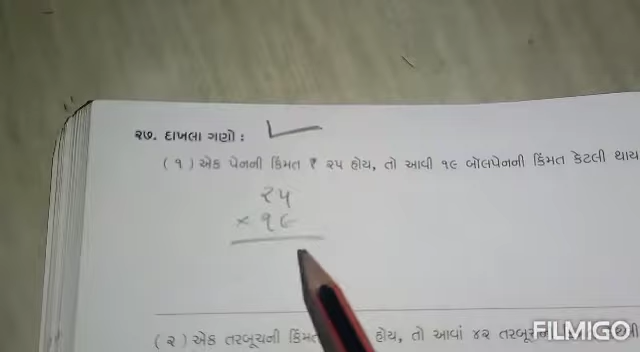 ૨૭. દાખલા ગણો :
(૧) એક પેનની કિંમત ₹ ૨૫ હોય, તો આવી ૧૯ બૉલપેનની કિંમત કેટલી થાય
૨૫
× ૧૯
(૨) એક તરબૂચની કિંમત હોય, તો આવાં ૪૨ તરબૂચની
FILMIGO